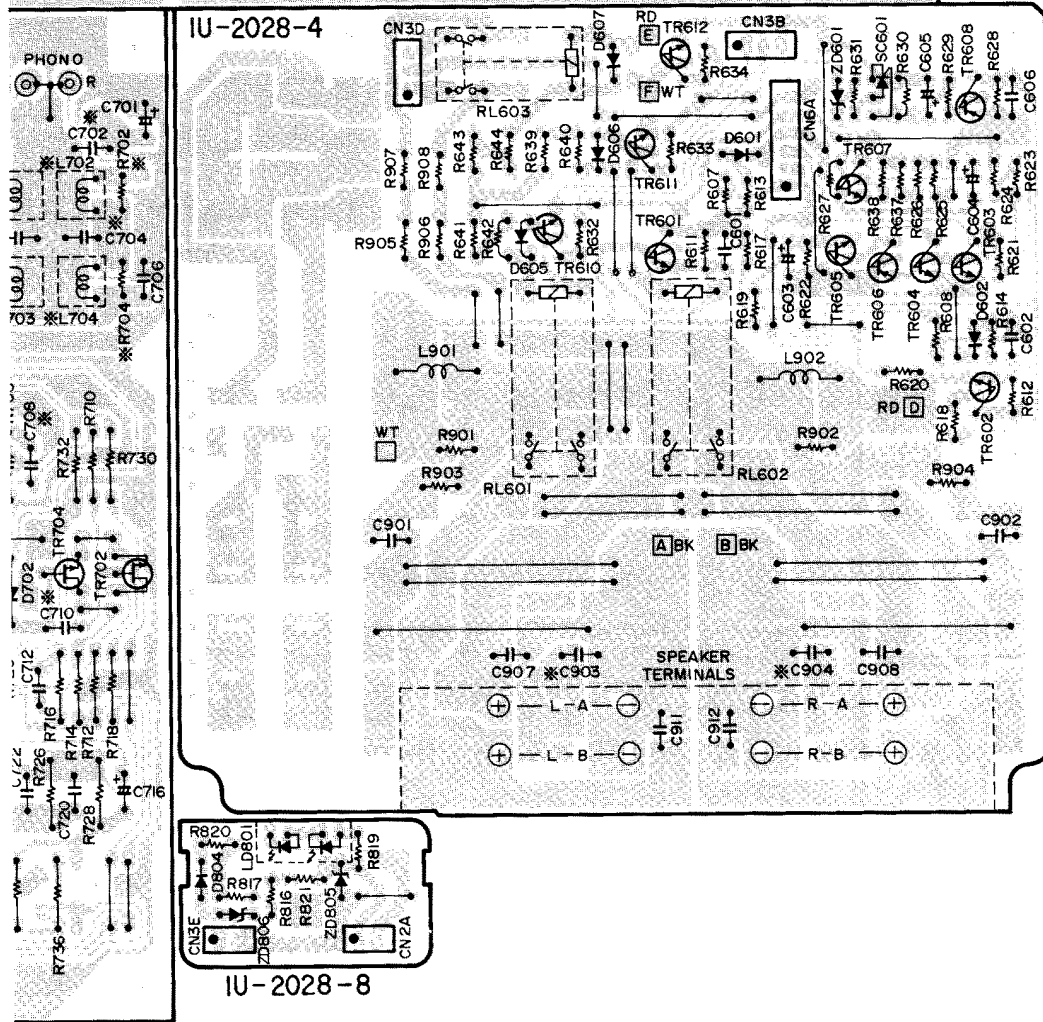 IU-2028-4
CN3D
D607
RD
E
TR612
CN3B
PHONO
R
ZD601
R631
SC601
R630
C605
R629
TR608
R628
C606
R634
F WT
CN6A
RL603
※
C701
C702
R702
※
※L702
R907
R908
R643
R644
R639
R640
D606
R633
D601
TR607
TR611
R607
R613
R627
R638
R637
R626
R625
C604
TR603
R624
R623
※
C704
R905
R906
R641
R642
D605
TR610
R632
TR601
R611
C601
R617
C603
R622
TR605
TR606
TR604
R608
D602
R621
R614
C602
C706
703
※L704
※R704
R619
L901
L902
R620
RD D
R618
TR602
R612
C708
※
R710
R732
R730
WT
R901
R903
R902
R904
RL601
RL602
C901
C902
A BK
B BK
TR704
D702
TR702
※
C710
C712
R716
R714
R712
R718
C907
※C903
SPEAKER
TERMINALS
※C904
C908
+ L-A −
C911
C912
− R-A +
+ L-B −
− R-B +
C722
R726
C720
R728
C716
R820
LD801
R819
D804
R817
R816
R821
ZD805
CN3E
ZD806
CN2A
R736
IU-2028-8